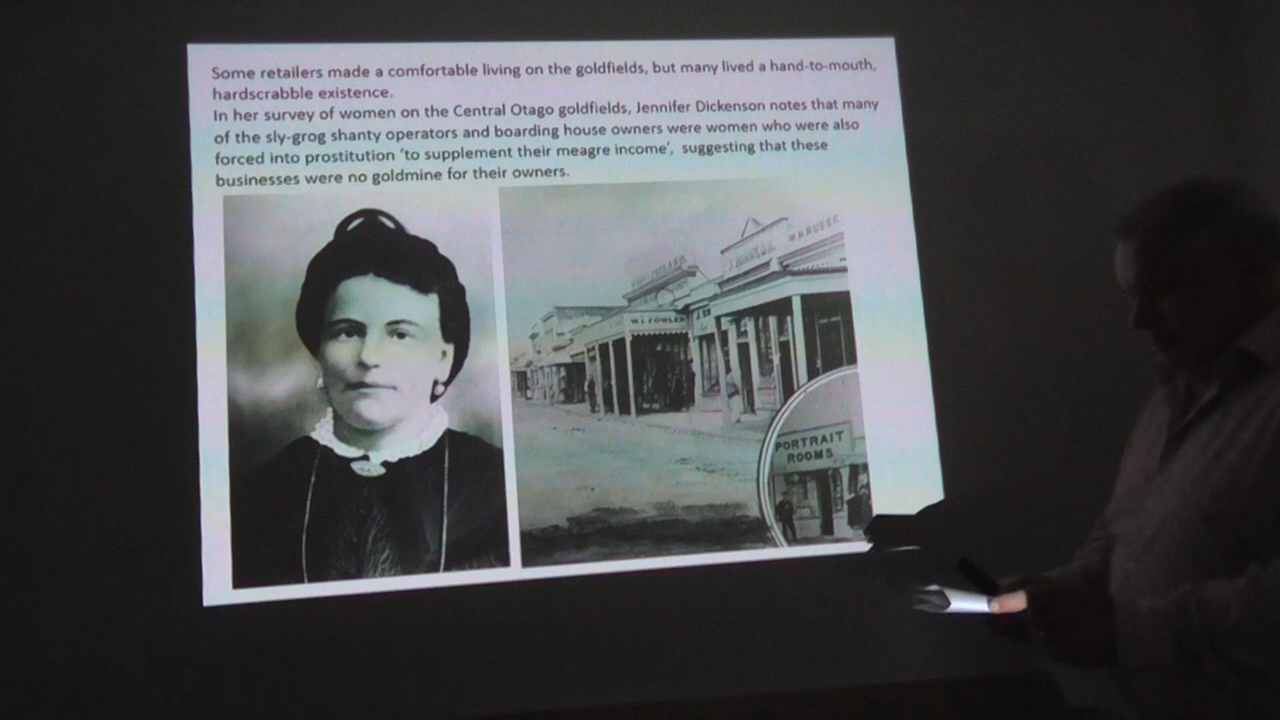 Some retailers made a comfortable living on the goldfields, but many lived a hand-to-mouth,
hardscrabble existence.
In her survey of women on the Central Otago goldfields, Jennifer Dickenson notes that many
of the sly-grog shanty operators and boarding house owners were women who were also
forced into prostitution ‘to supplement their meagre income’, suggesting that these
businesses were no goldmine for their owners.
J JOHNSON.
W.A. FOWLER
PORTRAIT
ROOMS